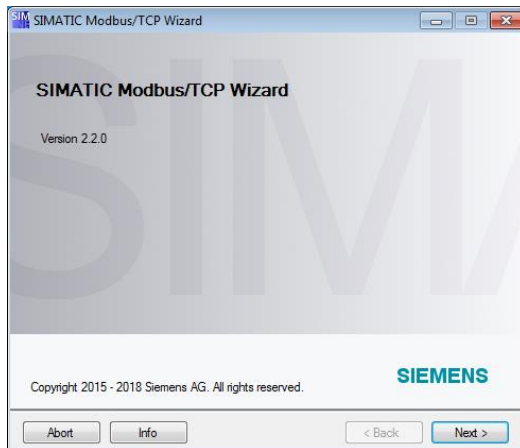 SIMATIC Modbus/TCP Wizard
SIMATIC Modbus/TCP Wizard
Version 2.2.0
SIEMENS
Copyright 2015 - 2018 Siemens AG. All rights reserved.
Abort Info < Back Next >